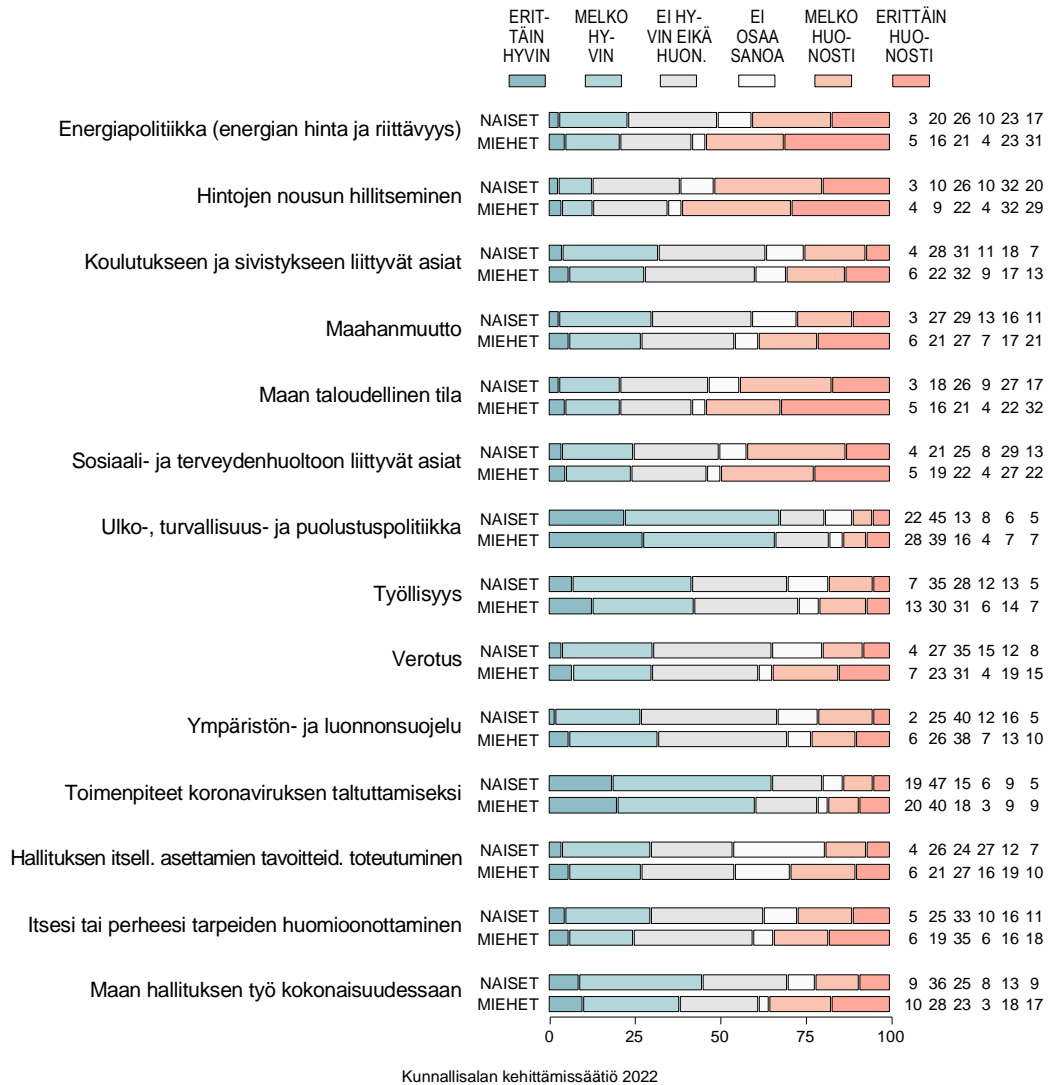 ERIT-
TÄIN
HYVIN
MELKO
HY-
VIN
EI HY-
VIN EIKÄ
HUON.
EI
OSAA
SANOA
MELKO
HUO-
NOSTI
ERITTÄIN
HUO-
NOSTI
Energiapolitiikka (energian hinta ja riittävyys)
NAISET 3 20 26 10 23 17
MIEHET 5 16 21 4 23 31
Hintojen nousun hillitseminen
NAISET 3 10 26 10 32 20
MIEHET 4 9 22 4 32 29
Koulutukseen ja sivistykseen liittyvät asiat
NAISET 4 28 31 11 18 7
MIEHET 6 22 32 9 17 13
Maahanmuutto
NAISET 3 27 29 13 16 11
MIEHET 6 21 27 7 17 21
Maan taloudellinen tila
NAISET 3 18 26 9 27 17
MIEHET 5 16 21 4 22 32
Sosiaali- ja terveydenhuoltoon liittyvät asiat
NAISET 4 21 25 8 29 13
MIEHET 5 19 22 4 27 22
Ulko-, turvallisuus- ja puolustuspolitiikka
NAISET 22 45 13 8 6 5
MIEHET 28 39 16 4 7 7
Työllisyys
NAISET 7 35 28 12 13 5
MIEHET 13 30 31 6 14 7
Verotus
NAISET 4 27 35 15 12 8
MIEHET 7 23 31 4 19 15
Ympäristön- ja luonnonsuojelu
NAISET 2 25 40 12 16 5
MIEHET 6 26 38 7 13 10
Toimenpiteet koronaviruksen taltuttamiseksi
NAISET 19 47 15 6 9 5
MIEHET 20 40 18 3 9 9
Hallituksen itsell. asettamien tavoitteid. toteutuminen
NAISET 4 26 24 27 12 7
MIEHET 6 21 27 16 19 10
Itsesi tai perheesi tarpeiden huomioonottaminen
NAISET 5 25 33 10 16 11
MIEHET 6 19 35 6 16 18
Maan hallituksen työ kokonaisuudessaan
NAISET 9 36 25 8 13 9
MIEHET 10 28 23 3 18 17
0 25 50 75 100
Kunnallisalan kehittämissäätiö 2022